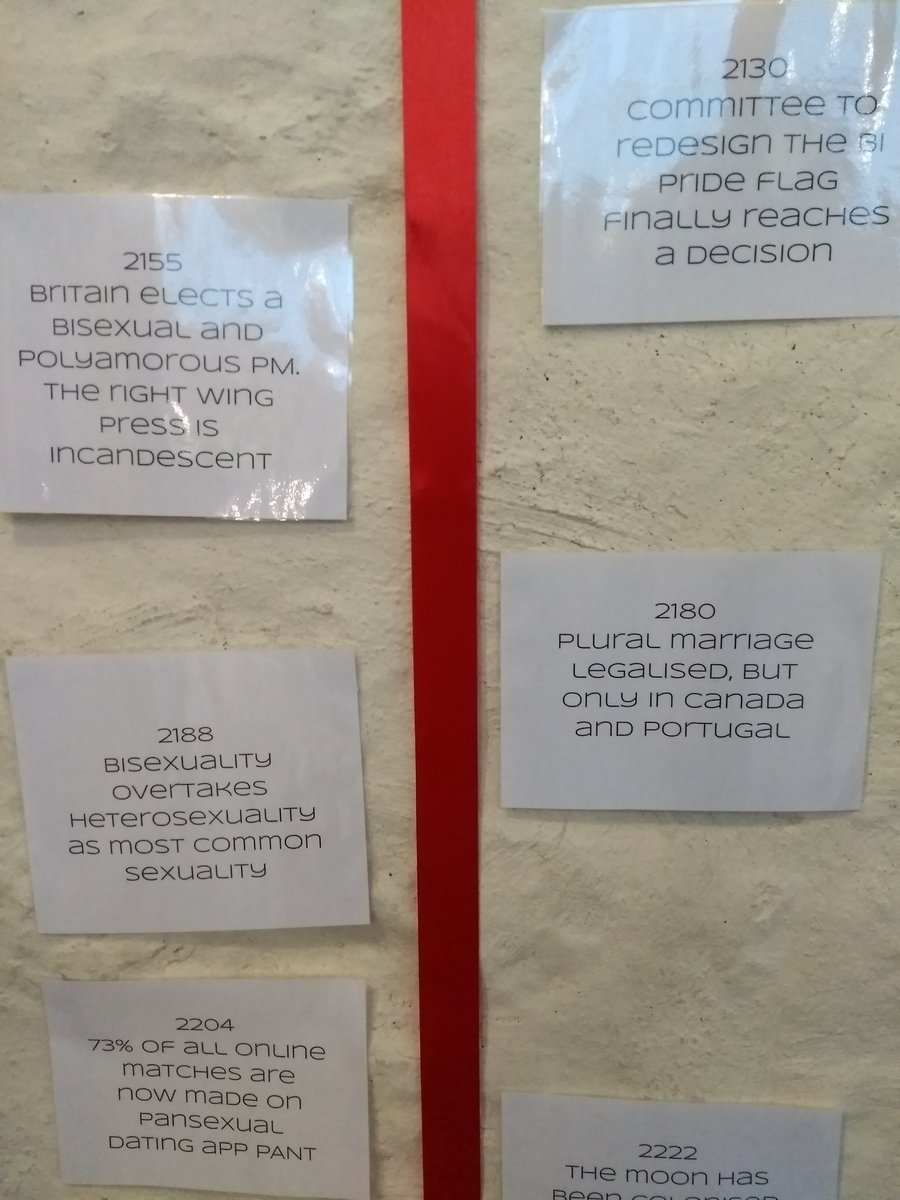 2130
committee to
redesign the Bi
Pride Flag
finally reaches
a decision
2155
Britain elects a
bisexual and
polyamorous PM.
The right wing
press is
incandescent
2180
Plural marriage
legalised, but
only in Canada
and Portugal
2188
Bisexuality
overtakes
heterosexuality
as most common
sexuality
2204
73% of all online
matches are
now made on
pansexual
dating app PANT
2222
The moon has
been colonised